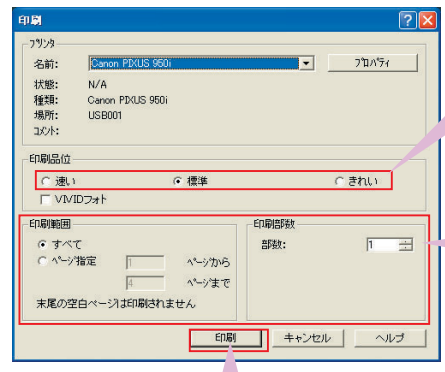 印刷
プリンタ
名前: Canon PIXUS 950i プロパティ
状態: N/A
種類: Canon PIXUS 950i
場所: USB001
コメント:
印刷品位
速い 標準 きれい
VIVIDフォト
印刷範囲
すべて
ページ指定 1 ページから
4 ページまで
末尾の空白ページは印刷されません
印刷部数
部数: 1
印刷 キャンセル ヘルプ